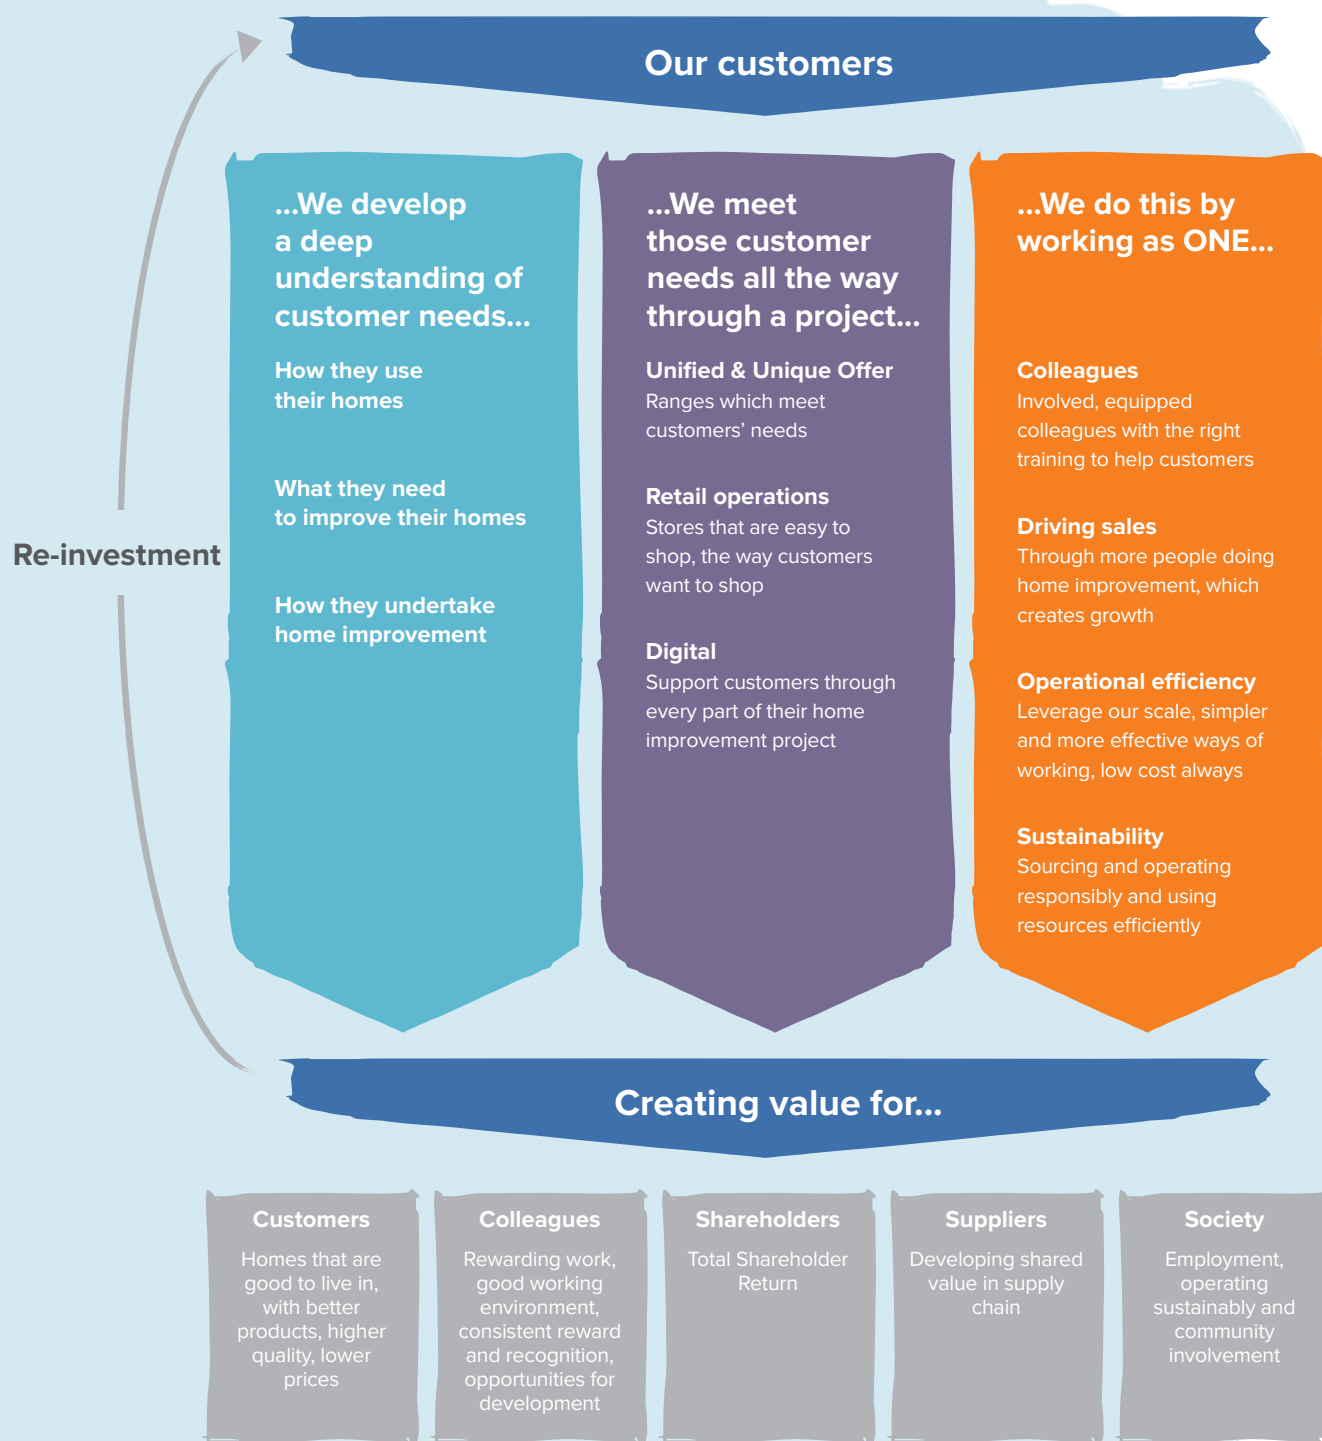 Our customers
...We develop
a deep
understanding of
customer needs...
How they use
their homes
What they need
to improve their homes
How they undertake
home improvement
...We meet
those customer
needs all the way
through a project...
Unified & Unique Offer
Ranges which meet
customers’ needs
Retail operations
Stores that are easy to
shop, the way customers
want to shop
Digital
Support customers through
every part of their home
improvement project
...We do this by
working as ONE...
Colleagues
Involved, equipped
colleagues with the right
training to help customers
Driving sales
Through more people doing
home improvement, which
creates growth
Operational efficiency
Leverage our scale, simpler
and more effective ways of
working, low cost always
Sustainability
Sourcing and operating
responsibly and using
resources efficiently
Re-investment
Creating value for...
Customers
Homes that are
good to live in,
with better
products, higher
quality, lower
prices
Colleagues
Rewarding work,
good working
environment,
consistent reward
and recognition,
opportunities for
development
Shareholders
Total Shareholder
Return
Suppliers
Developing shared
value in supply
chain
Society
Employment,
operating
sustainably and
community
involvement